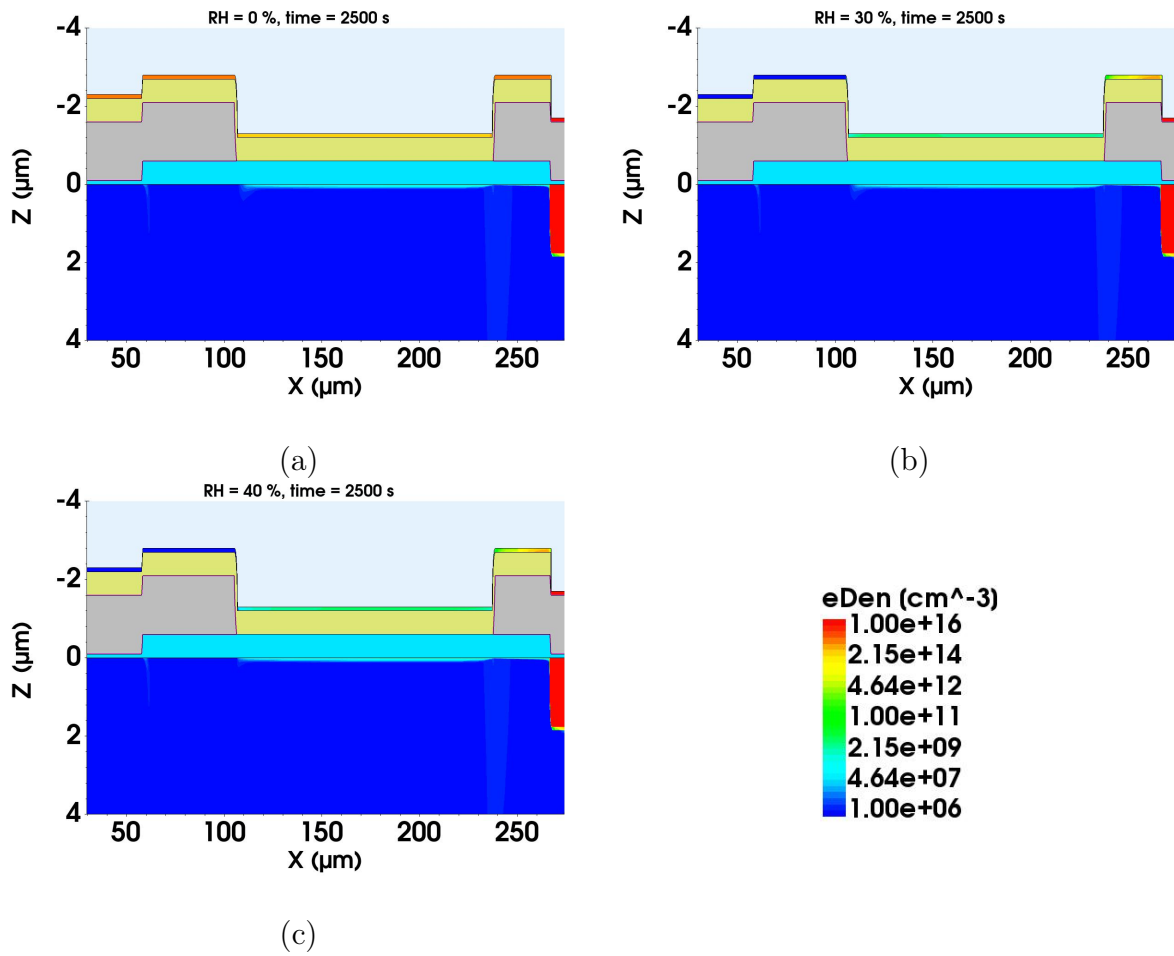 RH = 0 %, time = 2500 s
-4
-2
0
2
4
Z (µm)
50 100 150 200 250
X (µm)
(a)
RH = 30 %, time = 2500 s
-4
-2
0
2
4
Z (µm)
50 100 150 200 250
X (µm)
(b)
RH = 40 %, time = 2500 s
-4
-2
0
2
4
Z (µm)
50 100 150 200 250
X (µm)
(c)
eDen (cm^-3)
1.00e+16
2.15e+14
4.64e+12
1.00e+11
2.15e+09
4.64e+07
1.00e+06